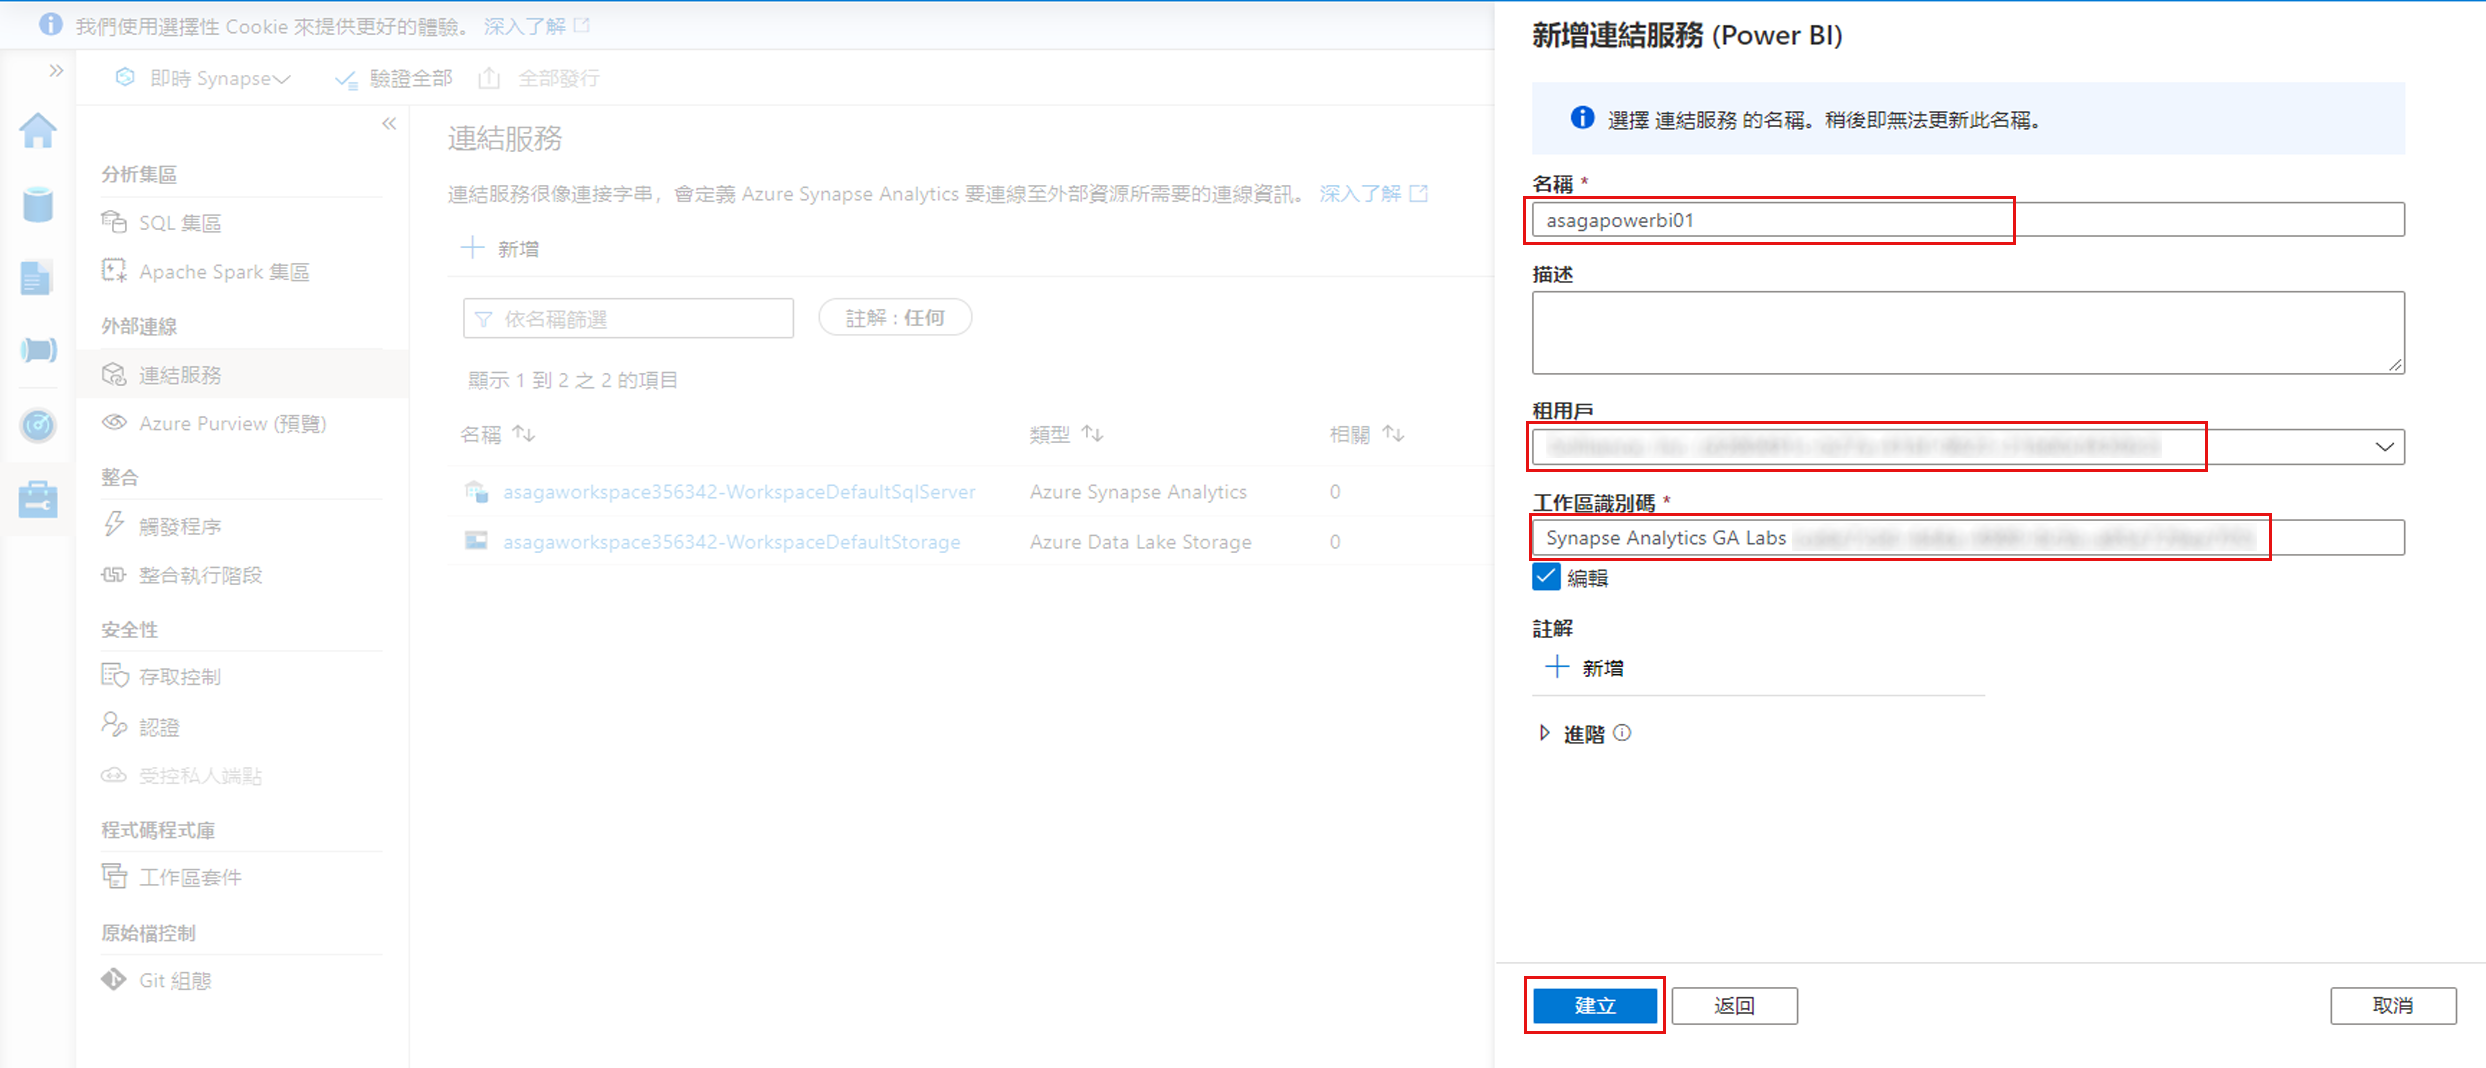 我們使用選擇性 Cookie 來提供更好的體驗。 深入了解
即時 Synapse 驗證全部 全部發行
分析集區
SQL 集區
Apache Spark 集區
外部連線
連結服務
Azure Purview (預覽)
整合
觸發程序
整合執行階段
安全性
存取控制
認證
受控私人端點
程式碼程式庫
工作區套件
原始檔控制
Git 組態
連結服務
連結服務很像連接字串，會定義 Azure Synapse Analytics 要連線至外部資源所需要的連線資訊。 深入了解
新增
依名稱篩選 註解 : 任何
顯示 1 到 2 之 2 的項目
名稱 類型 相關
asagaworkspace356342-WorkspaceDefaultSqlServer Azure Synapse Analytics 0
asagaworkspace356342-WorkspaceDefaultStorage Azure Data Lake Storage 0
新增連結服務 (Power BI)
選擇 連結服務 的名稱。稍後即無法更新此名稱。
名稱 *
asagapowerbi01
描述
租用戶
工作區識別碼 *
Synapse Analytics GA Labs
編輯
註解
新增
進階
建立 返回 取消